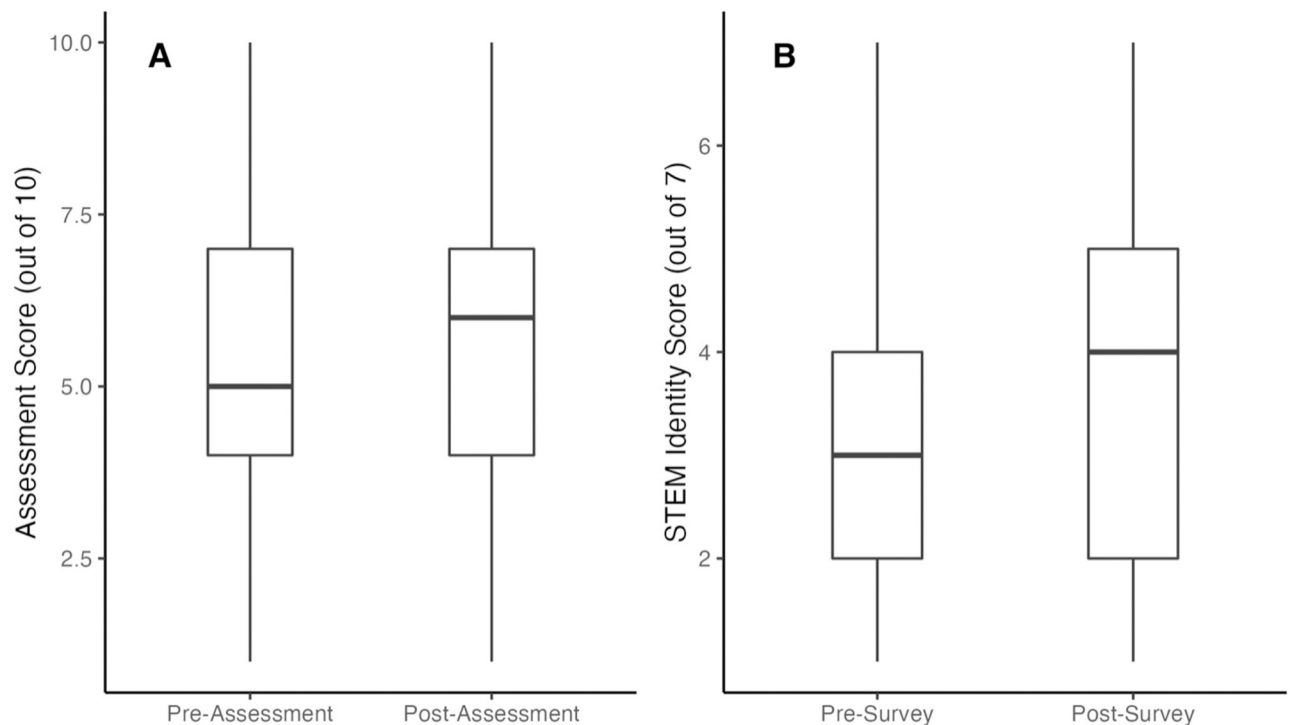 A
Assessment Score (out of 10)
10.0
7.5
5.0
2.5
Pre-Assessment
Post-Assessment
B
STEM Identity Score (out of 7)
6
4
2
Pre-Survey
Post-Survey